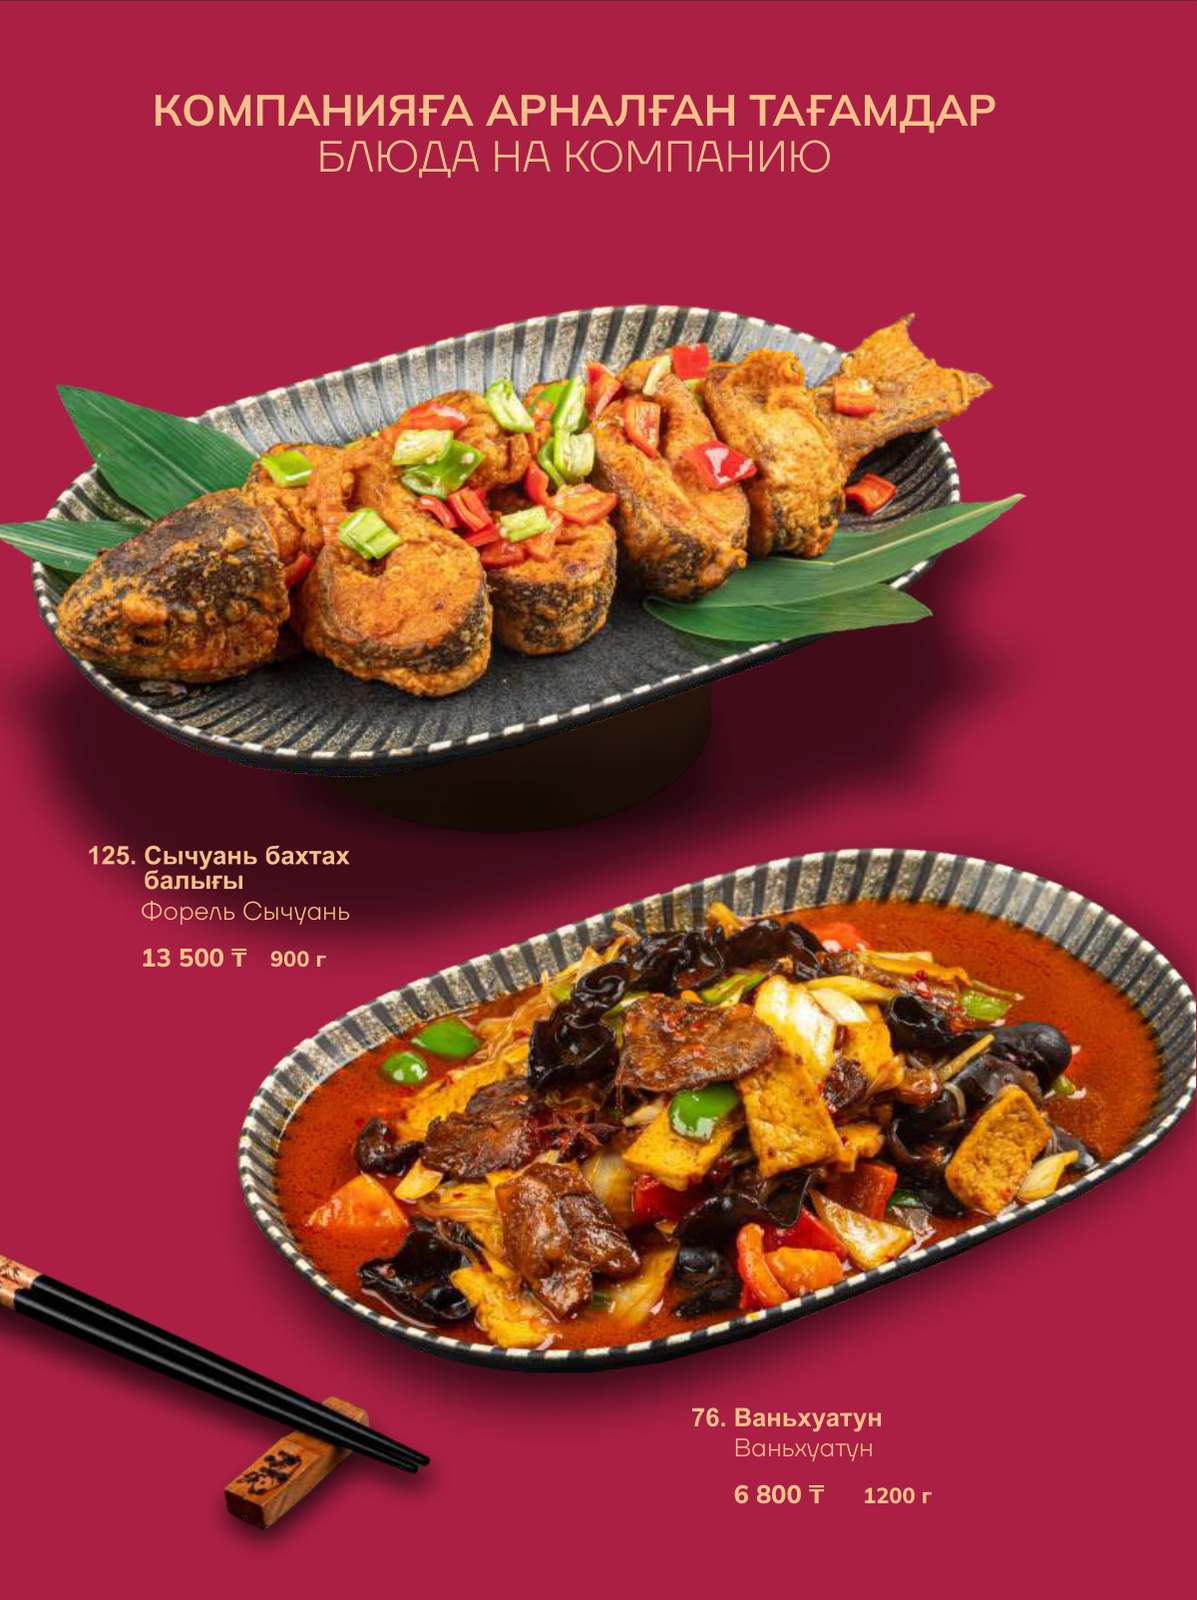 КОМПАНИЯҒА АРНАЛҒАН ТАҒАМДАР
БЛЮДА НА КОМПАНИЮ
125. Сычуань бахтах
балығы
Форель Сычуань
13 500 ₸ 900 г
76. Ваньхуатун
Ваньхуатун
6 800 ₸ 1200 г